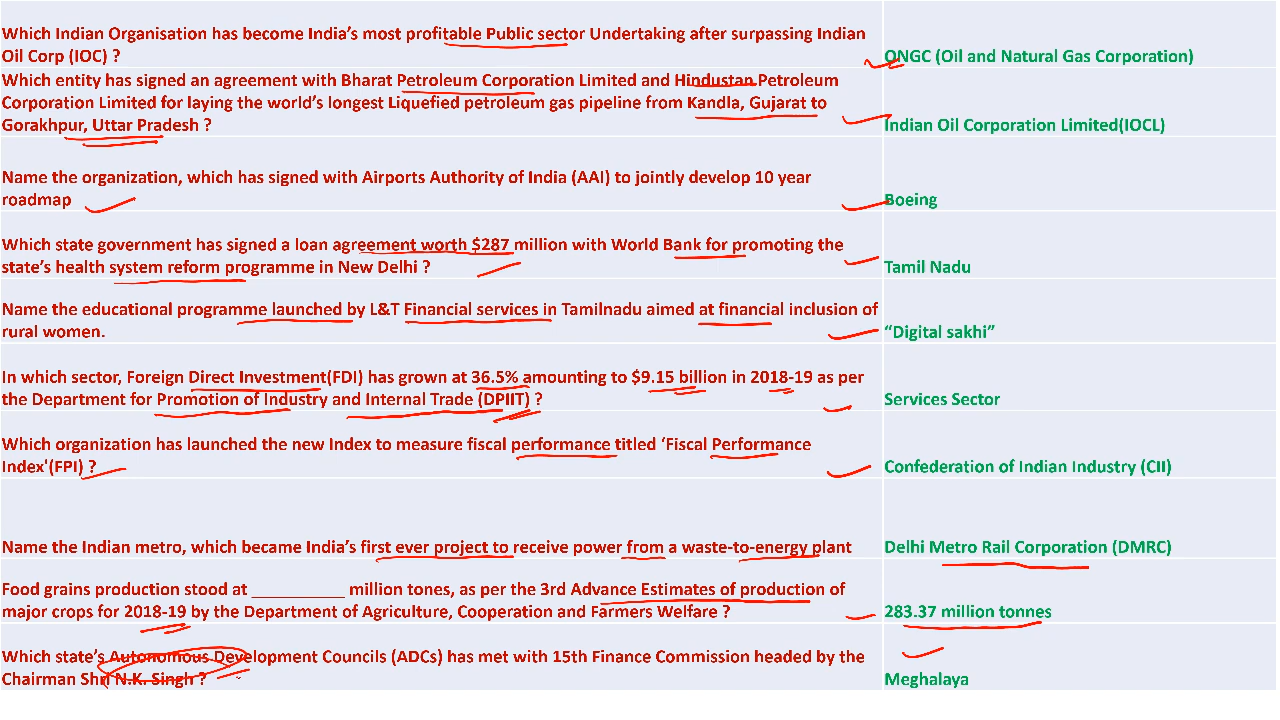 Which Indian Organisation has become India's most profitable Public sector Undertaking after surpassing Indian
Oil Corp (IOC) ?
ONGC (Oil and Natural Gas Corporation)
Which entity has signed an agreement with Bharat Petroleum Corporation Limited and Hindustan Petroleum
Corporation Limited for laying the world's longest Liquefied petroleum gas pipeline from Kandla, Gujarat to
Gorakhpur, Uttar Pradesh ?
Indian Oil Corporation Limited(IOCL)
Name the organization, which has signed with Airports Authority of India (AAI) to jointly develop 10 year
roadmap
Boeing
Which state government has signed a loan agreement worth $287 million with World Bank for promoting the
state's health system reform programme in New Delhi ?
Tamil Nadu
Name the educational programme launched by L&T Financial services in Tamilnadu aimed at financial inclusion of
rural women.
“Digital sakhi”
In which sector, Foreign Direct Investment(FDI) has grown at 36.5% amounting to $9.15 billion in 2018-19 as per
the Department for Promotion of Industry and Internal Trade (DPIIT) ?
Services Sector
Which organization has launched the new Index to measure fiscal performance titled ‘Fiscal Performance
Index'(FPI) ?
Confederation of Indian Industry (CII)
Name the Indian metro, which became India's first ever project to receive power from a waste-to-energy plant
Delhi Metro Rail Corporation (DMRC)
Food grains production stood at __________ million tones, as per the 3rd Advance Estimates of production of
major crops for 2018-19 by the Department of Agriculture, Cooperation and Farmers Welfare ?
283.37 million tonnes
Which state's Autonomous Development Councils (ADCs) has met with 15th Finance Commission headed by the
Chairman Shri N.K. Singh ?
Meghalaya